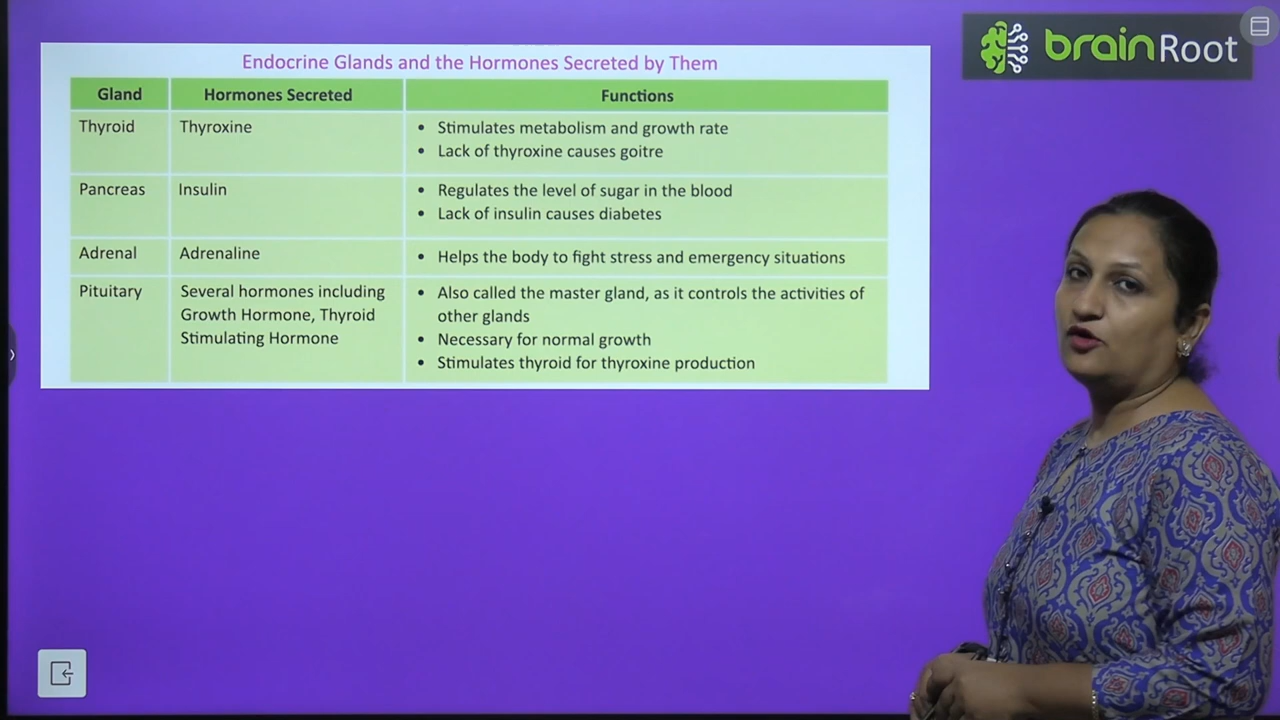 brainRoot
Endocrine Glands and the Hormones Secreted by Them
Gland Hormones Secreted Functions
Thyroid Thyroxine • Stimulates metabolism and growth rate
• Lack of thyroxine causes goitre
Pancreas Insulin • Regulates the level of sugar in the blood
• Lack of insulin causes diabetes
Adrenal Adrenaline • Helps the body to fight stress and emergency situations
Pituitary Several hormones including • Also called the master gland, as it controls the activities of
Growth Hormone, Thyroid other glands
Stimulating Hormone • Necessary for normal growth
• Stimulates thyroid for thyroxine production